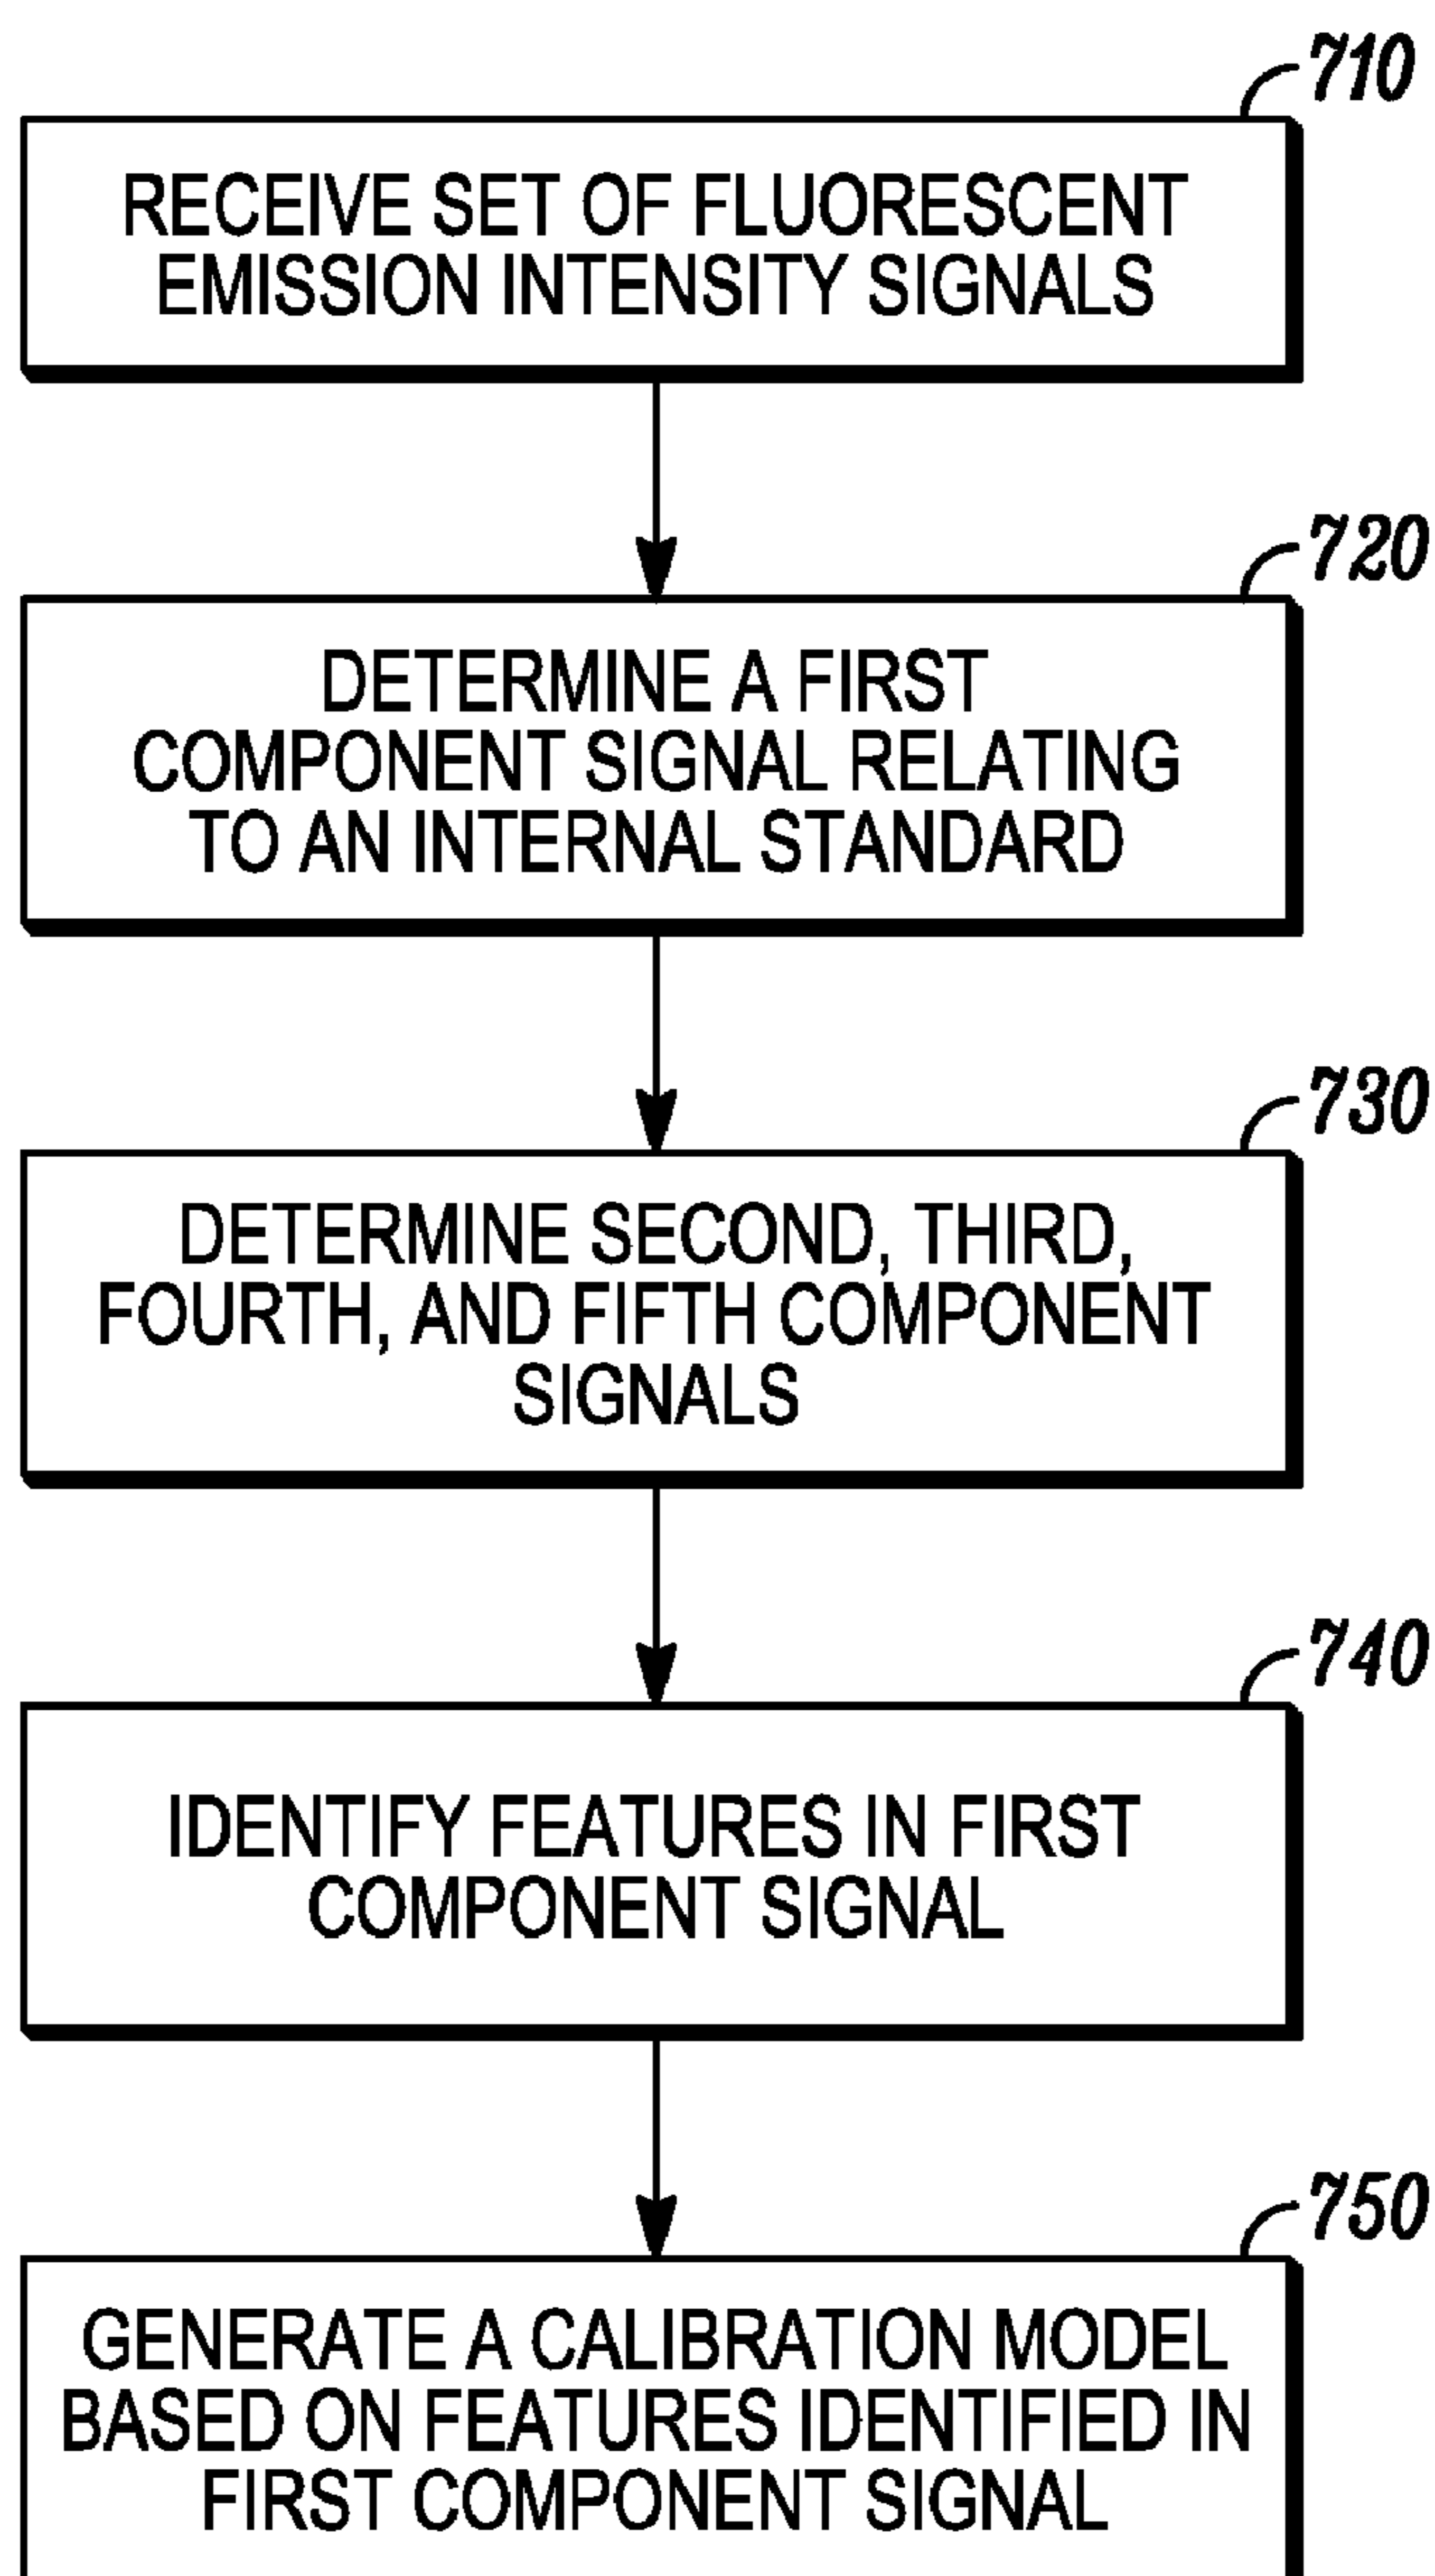 710
RECEIVE SET OF FLUORESCENT
EMISSION INTENSITY SIGNALS
720
DETERMINE A FIRST
COMPONENT SIGNAL RELATING
TO AN INTERNAL STANDARD
730
DETERMINE SECOND, THIRD,
FOURTH, AND FIFTH COMPONENT
SIGNALS
740
IDENTIFY FEATURES IN FIRST
COMPONENT SIGNAL
750
GENERATE A CALIBRATION MODEL
BASED ON FEATURES IDENTIFIED IN
FIRST COMPONENT SIGNAL